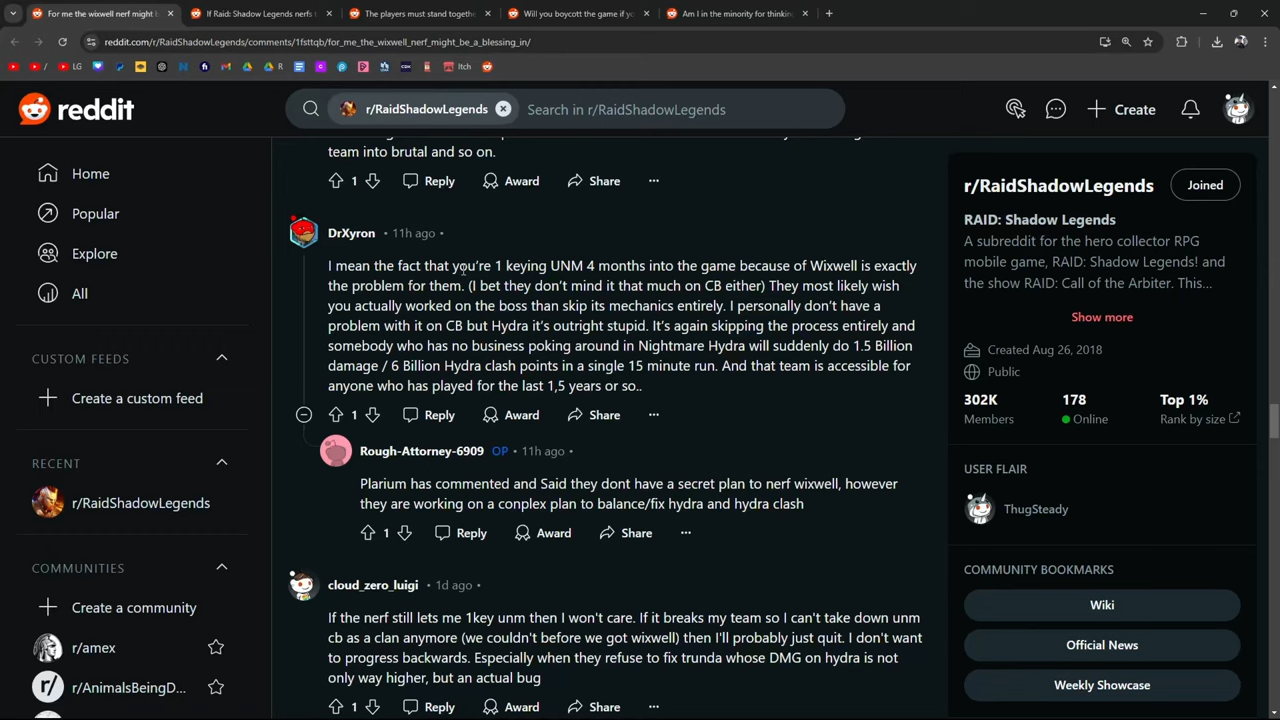 For me the wixwell nerf might b
If Raid: Shadow Legends nerfs t
The players must stand togethe
Will you boycott the game if yo
Am I in the minority for thinking
reddit.com/r/RaidShadowLegends/comments/1fsttqb/for_me_the_wixwell_nerf_might_be_a_blessing_in/
/
LG
R
Itch
reddit
r/RaidShadowLegends
Search in r/RaidShadowLegends
Create
Home
Popular
Explore
All
CUSTOM FEEDS
Create a custom feed
RECENT
r/RaidShadowLegends
COMMUNITIES
Create a community
r/amex
r/AnimalsBeingD...
team into brutal and so on.
1 Reply Award Share
DrXyron • 11h ago •
I mean the fact that you're 1 keying UNM 4 months into the game because of Wixwell is exactly
the problem for them. (I bet they don't mind it that much on CB either) They most likely wish
you actually worked on the boss than skip its mechanics entirely. I personally don't have a
problem with it on CB but Hydra it's outright stupid. It's again skipping the process entirely and
somebody who has no business poking around in Nightmare Hydra will suddenly do 1.5 Billion
damage / 6 Billion Hydra clash points in a single 15 minute run. And that team is accessible for
anyone who has played for the last 1,5 years or so..
1 Reply Award Share
Rough-Attorney-6909 OP • 11h ago •
Plarium has commented and Said they dont have a secret plan to nerf wixwell, however
they are working on a conplex plan to balance/fix hydra and hydra clash
1 Reply Award Share
cloud_zero_luigi • 1d ago •
If the nerf still lets me 1key um then I won't care. If it breaks my team so I can't take down unm
cb as a clan anymore (we couldn't before we got wixwell) then I'll probably just quit. I don't want
to progress backwards. Especially when they refuse to fix trunda whose DMG on hydra is not
only way higher, but an actual bug
1 Reply Award Share
r/RaidShadowLegends
Joined
RAID: Shadow Legends
A subreddit for the hero collector RPG
mobile game, RAID: Shadow Legends! and
the show RAID: Call of the Arbiter. This...
Show more
Created Aug 26, 2018
Public
302K 178 Top 1%
Members Online Rank by size
USER FLAIR
ThugSteady
COMMUNITY BOOKMARKS
Wiki
Official News
Weekly Showcase